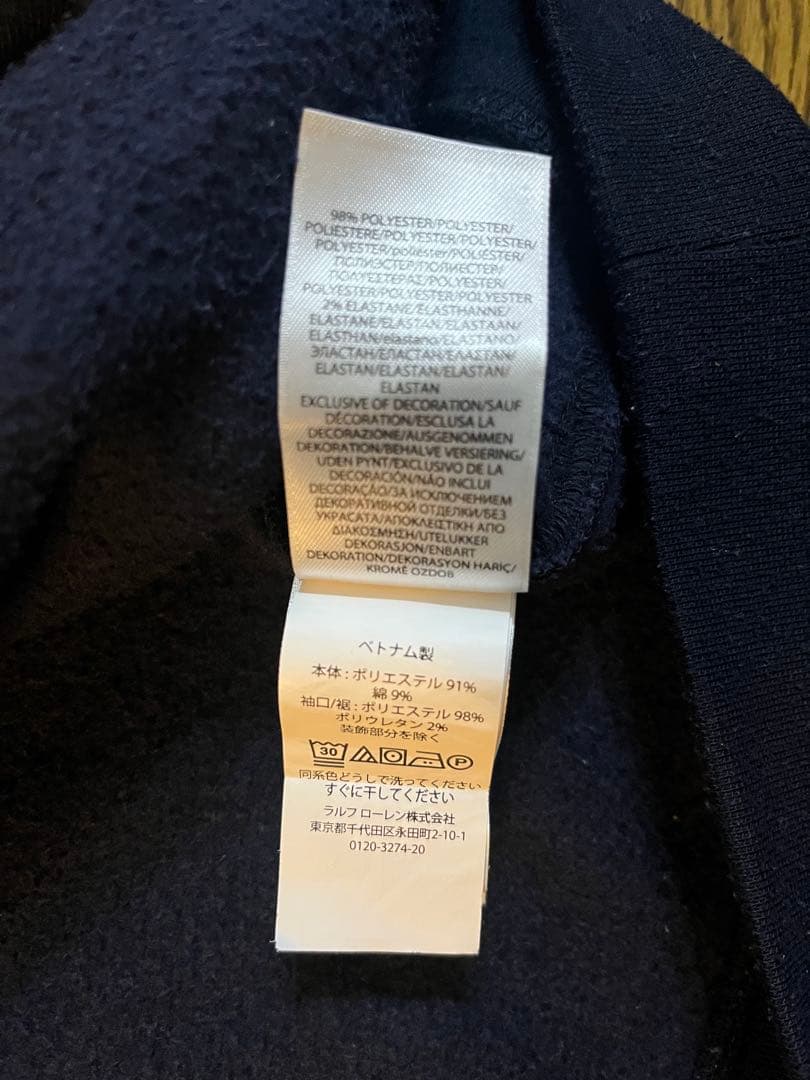 98% POLYESTER/POLYESTER/
POLIESTERE/POLYESTER/POLYESTER/
POLYESTER/poliéster/POLIÉSTER/
ПОЛИЭСТЕР/ПОЛИЕСТЕР/
ΠΟΛΥΕΣΤΕΡΑΣ/POLYESTER/
POLYESTER/POLYESTER/POLYESTER
2% ELASTANE/ELASTHANNE/
ELASTANE/ELASTAN/ELASTAAN/
ELASTHAN/elastano/ELASTANO/
ЭЛАСТАН/ЕЛАСТАН/ΕΛΑΣΤΑΝ/
ELASTAN/ELASTAN/ELASTAN/
ELASTAN
EXCLUSIVE OF DECORATION/SAUF
DÉCORATION/ESCLUSA LA
DECORAZIONE/AUSGENOMMEN
DEKORATION/BEHALVE VERSIERING/
UDEN PYNT/EXCLUSIVO DE LA
DECORACIÓN/NÃO INCLUI
DECORAÇÃO/ЗА ИСКЛЮЧЕНИЕМ
ДЕКОРАТИВНОЙ ОТДЕЛКИ/БЕЗ
УКРАСАТА/ΑΠΟΚΛΕΙΣΤΙΚΗ ΑΠΟ
ΔΙΑΚΟΣΜΗΣΗ/UTELUKKER
DEKORASJON/ENBART
DEKORATION/DEKORASYON HARİÇ/
KROMĚ OZDOB
ベトナム製
本体 : ポリエステル 91%
綿 9%
袖口/裾 : ポリエステル 98%
ポリウレタン 2%
装飾部分を除く
30 P
同系色どうしで洗ってください
すぐに干してください
ラルフ ローレン株式会社
東京都千代田区永田町2-10-1
0120-3274-20